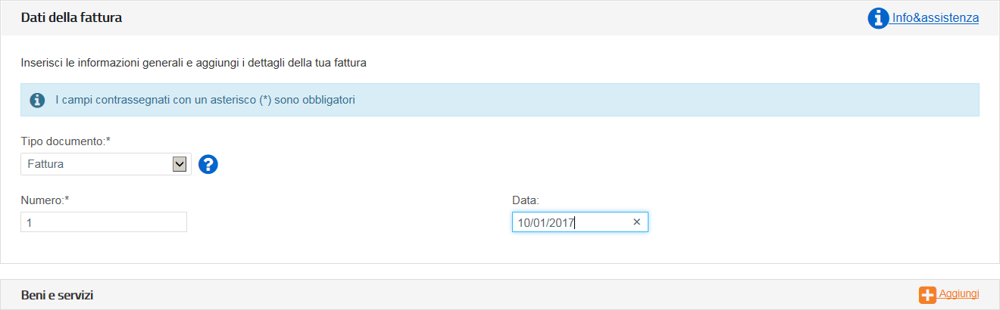 Dati della fattura
Info&assistenza
Inserisci le informazioni generali e aggiungi i dettagli della tua fattura
I campi contrassegnati con un asterisco (*) sono obbligatori
Tipo documento:*
Fattura
Numero:*
Data:
1
10/01/2017
Beni e servizi
Aggiungi